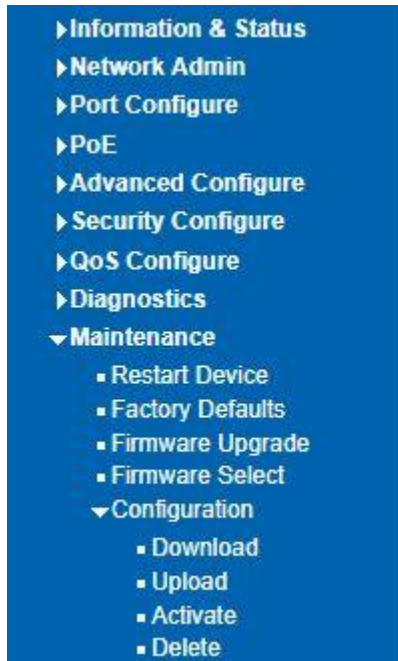 Information & Status
Network Admin
Port Configure
PoE
Advanced Configure
Security Configure
QoS Configure
Diagnostics
Maintenance
Restart Device
Factory Defaults
Firmware Upgrade
Firmware Select
Configuration
Download
Upload
Activate
Delete